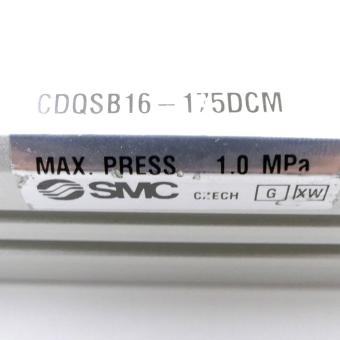 CDQSB16-175DCM
MAX. PRESS. 1.0 MPa
SMC CZECH G XW